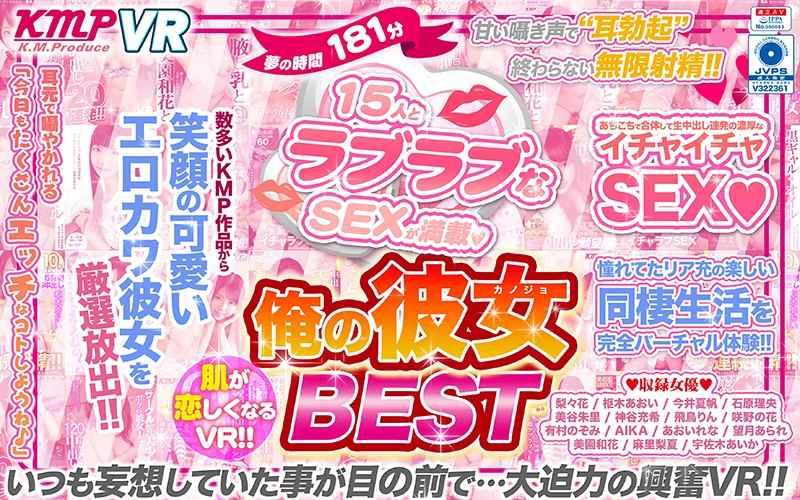 KMP VR
K.M.Produce
夢の時間 181分
甘い囁き声で“耳勃起”
終わらない無限射精!!
適正AV
IPPA
JVPS
V322361
耳元で囁やかれる
「今日もたくさんエッチなコトしようね♪」
数多いKMP作品から
笑顔の可愛い
エロカワ彼女を
厳選放出!!
15人と
ラブラブな
SEXが満載♥
あちこちで合体して生中出し連発の濃厚な
イチャイチャ
SEX♥
憧れてたリア充の楽しい
同棲生活を
完全バーチャル体験!!
俺の彼女
カノジョ
BEST
肌が
恋しくなる
VR!!
♥収録女優♥
梨々花 / 枢木あおい / 今井夏帆 / 石原理央
美谷朱里 / 神谷充希 / 飛鳥りん / 咲野の花
有村のぞみ / AIKA / あおいれな / 望月あられ
美園和花 / 麻里梨夏 / 宇佐木あいか
いつも妄想していた事が目の前で…大迫力の興奮VR!!